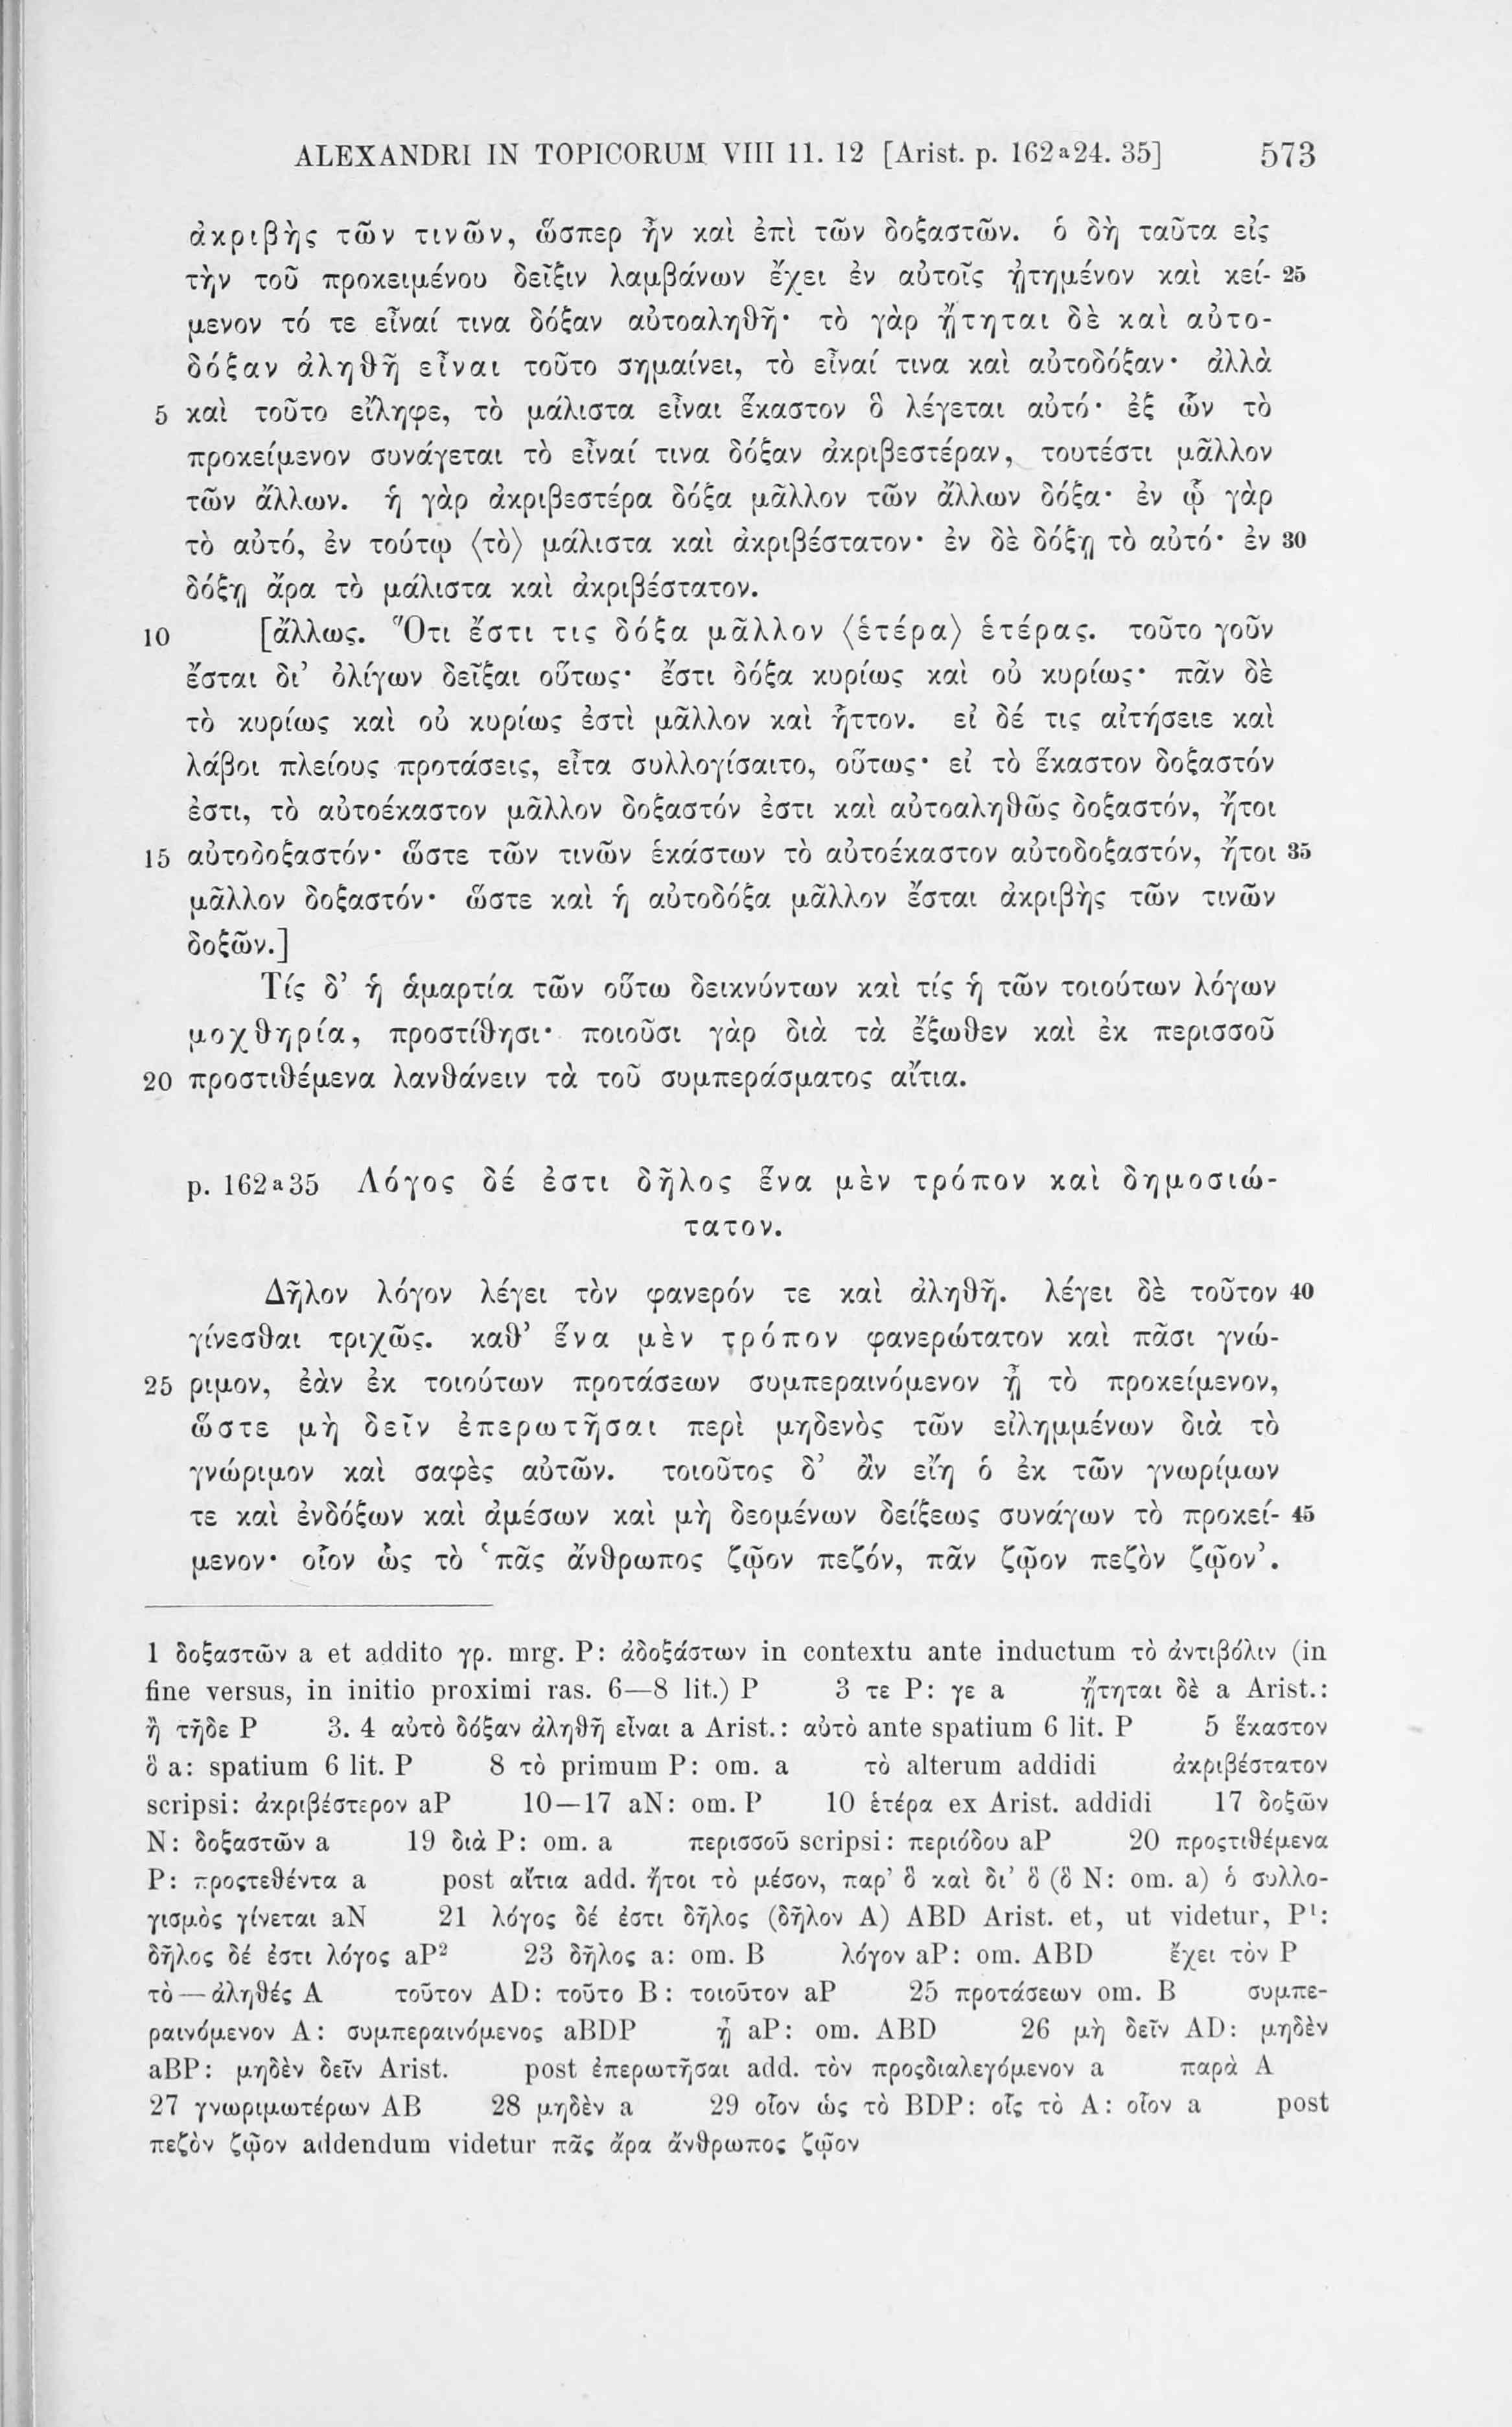 ALEXANDRI IN TOPICORUM VIII 11. 12 [Arist. p. 162a24. 35] 573
ἀκριβὴς τῶν τινῶν, ὥσπερ ἦν καὶ ἐπὶ τῶν δοξαστῶν. ὁ δὴ ταῦτα εἰς
τὴν τοῦ προκειμένου δεῖξιν λαμβάνων ἔχει ἐν αὐτοῖς ᾐτημένον καὶ κεί- 25
μενον τό τε εἶναί τινα δόξαν αὐτοαληθῆ· τὸ γὰρ ᾔτηται δὲ καὶ αὐτο-
δόξαν ἀληθῆ εἶναι τοῦτο σημαίνει, τὸ εἶναί τινα καὶ αὐτοδόξαν· ἀλλὰ
5 καὶ τοῦτο εἴληφε, τὸ μάλιστα εἶναι ἕκαστον ὃ λέγεται αὐτό· ἐξ ὧν τὸ
προκείμενον συνάγεται τὸ εἶναί τινα δόξαν ἀκριβεστέραν, τουτέστι μᾶλλον
τῶν ἄλλων. ἡ γὰρ ἀκριβεστέρα δόξα μᾶλλον τῶν ἄλλων δόξα· ἐν ᾧ γὰρ
τὸ αὐτό, ἐν τούτῳ ⟨τὸ⟩ μάλιστα καὶ ἀκριβέστατον· ἐν δὲ δόξῃ τὸ αὐτό· ἐν 30
δόξῃ ἄρα τὸ μάλιστα καὶ ἀκριβέστατον.
10 [ἄλλως. Ὅτι ἔστι τις δόξα μᾶλλον ⟨ἑτέρα⟩ ἑτέρας. τοῦτο γοῦν
ἔσται δι’ ὀλίγων δεῖξαι οὕτως· ἔστι δόξα κυρίως καὶ οὐ κυρίως· πᾶν δὲ
τὸ κυρίως καὶ οὐ κυρίως ἐστὶ μᾶλλον καὶ ἧττον. εἰ δέ τις αἰτήσειε καὶ
λάβοι πλείους προτάσεις, εἶτα συλλογίσαιτο, οὕτως· εἰ τὸ ἕκαστον δοξαστόν
ἐστι, τὸ αὐτοέκαστον μᾶλλον δοξαστόν ἐστι καὶ αὐτοαληθῶς δοξαστόν, ἤτοι
15 αὐτοδοξαστόν· ὥστε τῶν τινῶν ἑκάστων τὸ αὐτοέκαστον αὐτοδοξαστόν, ἤτοι 35
μᾶλλον δοξαστόν· ὥστε καὶ ἡ αὐτοδόξα μᾶλλον ἔσται ἀκριβὴς τῶν τινῶν
δοξῶν.]
Τίς δ’ ἡ ἁμαρτία τῶν οὕτω δεικνύντων καὶ τίς ἡ τῶν τοιούτων λόγων
μοχθηρία, προστίθησι· ποιοῦσι γὰρ διὰ τὰ ἔξωθεν καὶ ἐκ περισσοῦ
20 προστιθέμενα λανθάνειν τὰ τοῦ συμπεράσματος αἴτια.
p. 162a35 Λόγος δέ ἐστι δῆλος ἕνα μὲν τρόπον καὶ δημοσιώ-
τατον.
Δῆλον λόγον λέγει τὸν φανερόν τε καὶ ἀληθῆ. λέγει δὲ τοῦτον 40
γίνεσθαι τριχῶς. καθ’ ἕνα μὲν τρόπον φανερώτατον καὶ πᾶσι γνώ-
25 ριμον, ἐὰν ἐκ τοιούτων προτάσεων συμπεραινόμενον ᾖ τὸ προκείμενον,
ὥστε μὴ δεῖν ἐπερωτῆσαι περὶ μηδενὸς τῶν εἰλημμένων διὰ τὸ
γνώριμον καὶ σαφὲς αὐτῶν. τοιοῦτος δ’ ἂν εἴη ὁ ἐκ τῶν γνωρίμων
τε καὶ ἐνδόξων καὶ ἀμέσων καὶ μὴ δεομένων δείξεως συνάγων τὸ προκεί- 45
μενον· οἷον ὡς τὸ ‘πᾶς ἄνθρωπος ζῷον πεζόν, πᾶν ζῷον πεζὸν ζῷον’.
1 δοξαστῶν a et addito γρ. mrg. P: ἀδοξάστων in contextu ante inductum τὸ ἀντιβόλιν (in
fine versus, in initio proximi ras. 6—8 lit.) P 3 τε P: γε a ᾔτηται δὲ a Arist.:
ἢ τῆδε P 3. 4 αὐτὸ δόξαν ἀληθῆ εἶναι a Arist.: αὐτὸ ante spatium 6 lit. P 5 ἕκαστον
ὃ a: spatium 6 lit. P 8 τὸ primum P: om. a τὸ alterum addidi ἀκριβέστατον
scripsi: ἀκριβέστερον aP 10—17 aN: om. P 10 ἑτέρα ex Arist. addidi 17 δοξῶν
N: δοξαστῶν a 19 διὰ P: om. a περισσοῦ scripsi: περιόδου aP 20 προςτιθέμενα
P: προςτεθέντα a post αἴτια add. ἤτοι τὸ μέσον, παρ’ ὃ καὶ δι’ ὃ (ὃ N: om. a) ὁ συλλο-
γισμὸς γίνεται aN 21 λόγος δέ ἐστι δῆλος (δῆλον A) ABD Arist. et, ut videtur, P1:
δῆλος δέ ἐστι λόγος aP2 23 δῆλος a: om. B λόγον aP: om. ABD ἔχει τὸν P
τὸ — ἀληθές A τοῦτον AD: τοῦτο B: τοιοῦτον aP 25 προτάσεων om. B συμπε-
ραινόμενον A: συμπεραινόμενος aBDP ᾖ aP: om. ABD 26 μὴ δεῖν AD: μηδὲν
aBP: μηδὲν δεῖν Arist. post ἐπερωτῆσαι add. τὸν προςδιαλεγόμενον a παρὰ A
27 γνωριμωτέρων AB 28 μηδὲν a 29 οἷον ὡς τὸ BDP: οἷς τὸ A: οἷον a post
πεζὸν ζῷον addendum videtur πᾶς ἄρα ἄνθρωπος ζῷον